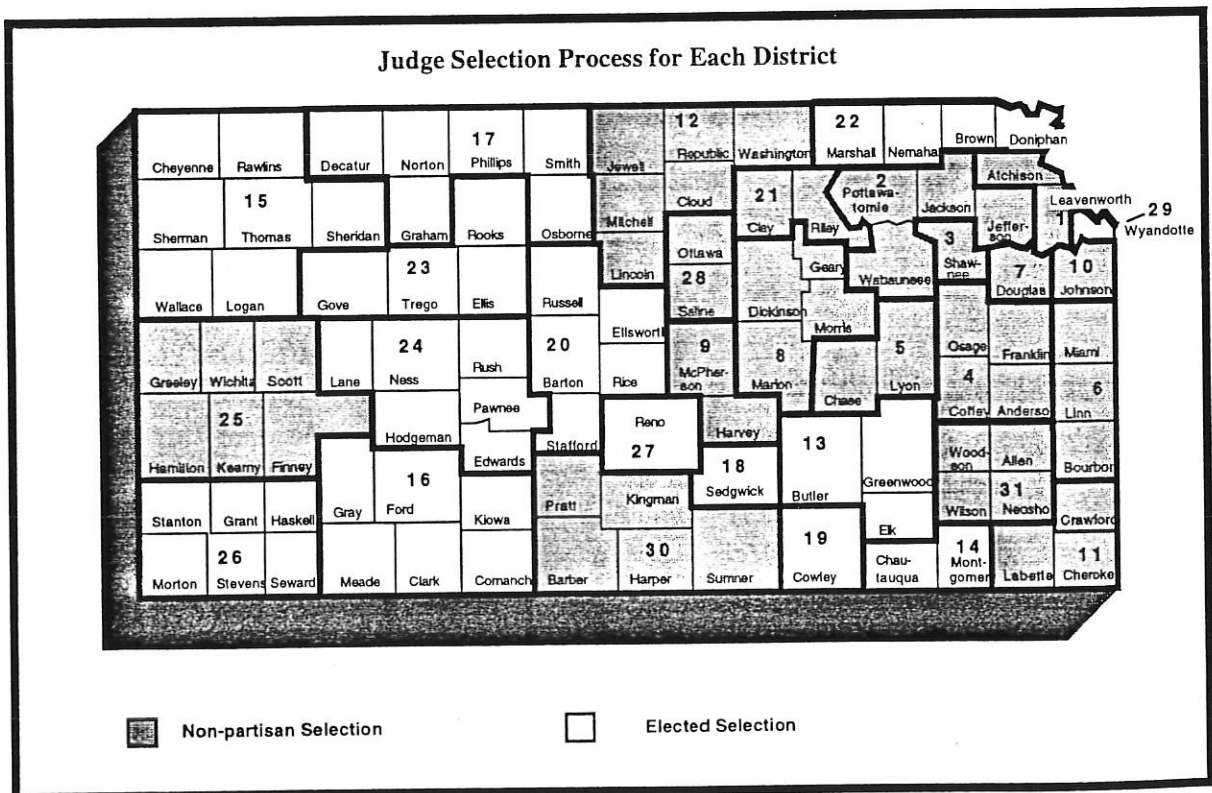 Judge Selection Process for Each District
Cheyenne Rawlins Decatur Norton 17 Phillips Smith Jewell 12 Republic Washington 22 Marshall Nemaha Brown Doniphan
Sherman 15 Thomas Sheridan Graham Rooks Osborne Mitchell Cloud 21 Clay Riley 2 Pottawa- tomie Jackson Atchison Jeffer- son 1 Leavenworth 29 Wyandotte
Wallace Logan Gove 23 Trego Ellis Russell Lincoln Ottawa 28 Saline Dickinson Geary Wabaunsee 3 Shaw- nee 7 Douglas 10 Johnson
Greeley Wichita Scott Lane 24 Ness Rush 20 Barton Ellsworth Rice 9 McPher- son 8 Marion Morris Chase 5 Lyon Osage Franklin Miami
Hamilton 25 Kearny Finney Hodgeman Pawnee Edwards Stafford Reno 27 Harvey 13 Butler Greenwood 4 Coffey Anderso 6 Linn
Stanton Grant Haskell Gray 16 Ford Kiowa Pratt Kingman 18 Sedgwick Elk Wood- son Allen Bourbon Wilson 31 Neosho Crawford
Morton 26 Stevens Seward Meade Clark Comanch Barber 30 Harper Sumner 19 Cowley Chau- tauqua 14 Mont- gomer Labette 11 Cheroke
Non-partisan Selection
Elected Selection